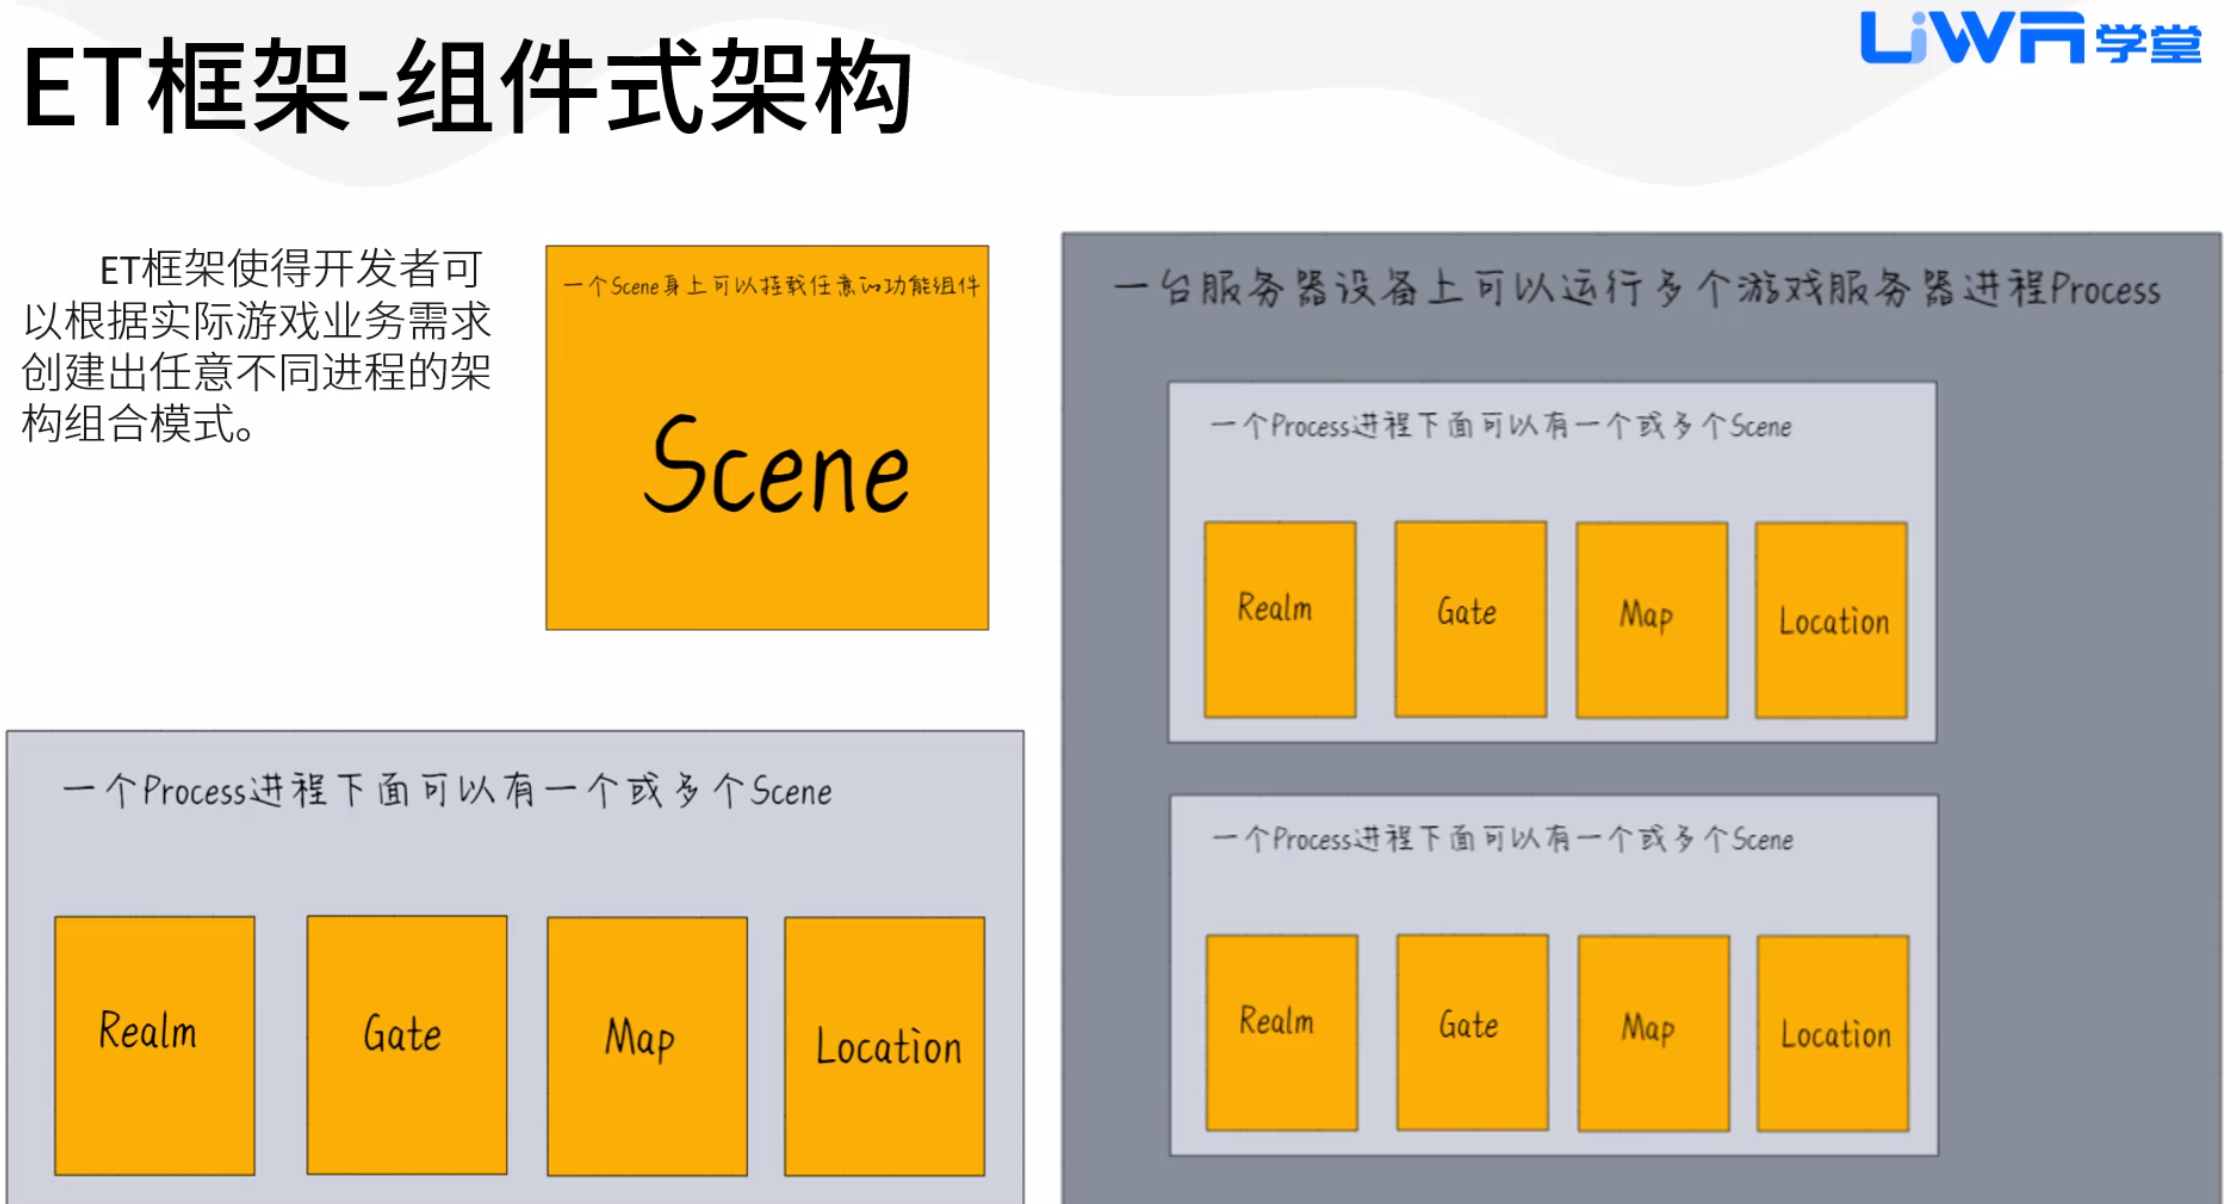 ET框架-组件式架构
LIWA学堂
ET框架使得开发者可
以根据实际游戏业务需求
创建出任意不同进程的架
构组合模式。
一个Scene身上可以挂载任意的功能组件
Scene
一个Process进程下面可以有一个或多个Scene
Realm
Gate
Map
Location
一台服务器设备上可以运行多个游戏服务器进程Process
一个Process进程下面可以有一个或多个Scene
Realm
Gate
Map
Location
一个Process进程下面可以有一个或多个Scene
Realm
Gate
Map
Location